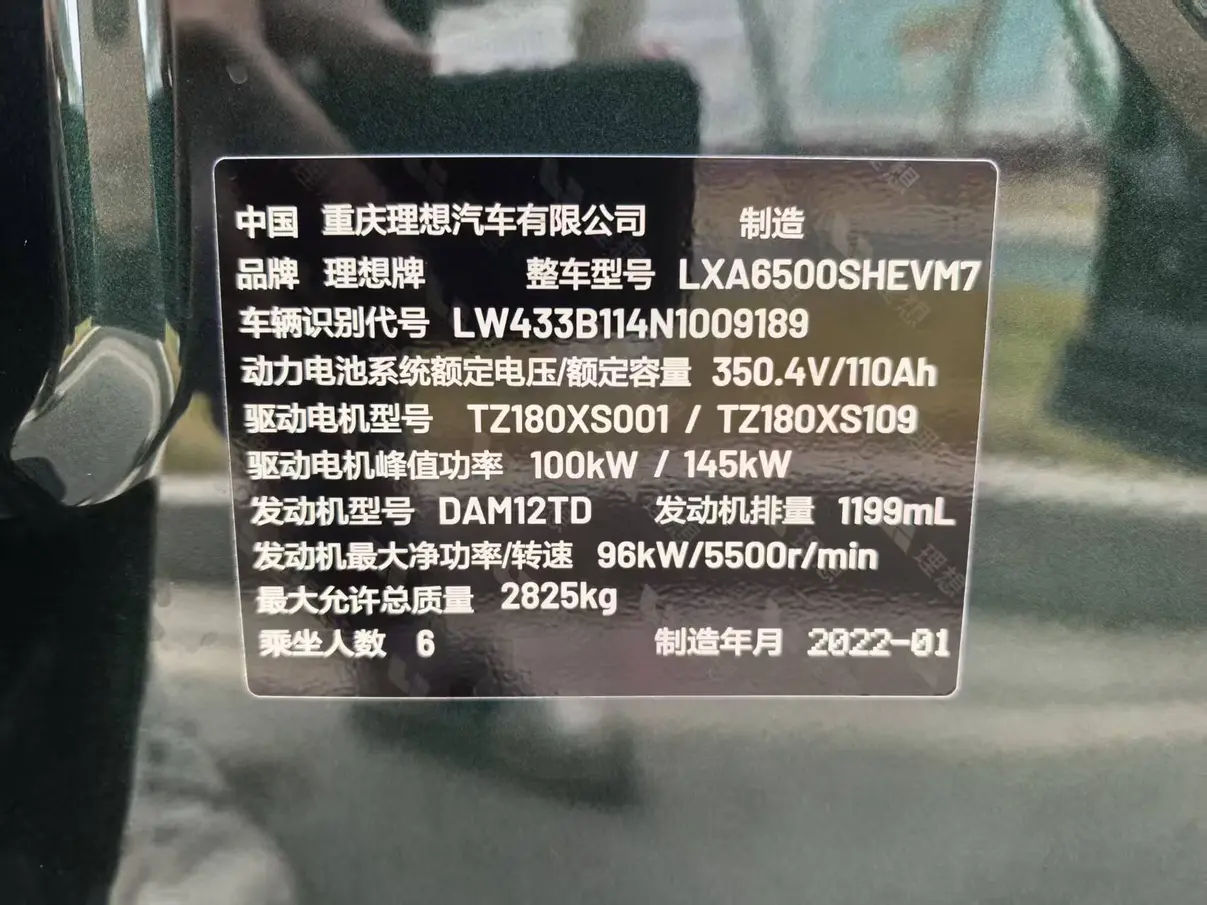 中国 重庆理想汽车有限公司 制造
品牌 理想牌 整车型号 LXA6500SHEVM7
车辆识别代号 LW433B114N1009189
动力电池系统额定电压/额定容量 350.4V/110Ah
驱动电机型号 TZ180XS001 / TZ180XS109
驱动电机峰值功率 100kW / 145kW
发动机型号 DAM12TD 发动机排量 1199mL
发动机最大净功率/转速 96kW/5500r/min
最大允许总质量 2825kg
乘坐人数 6 制造年月 2022-01